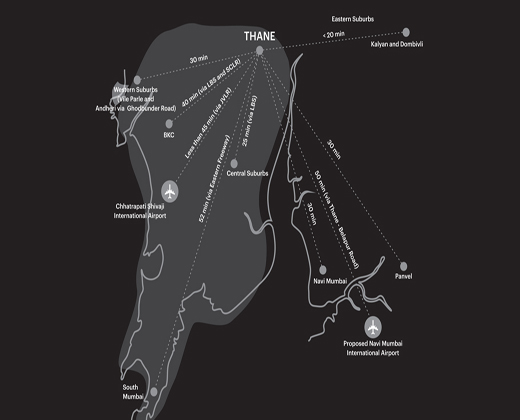 Eastern Suburbs
THANE
<20 min
Kalyan and Dombivli
30 min
Western Suburbs
(Vile Parle and
Andheri via Ghodbunder Road)
40 min (via LBS and SCLR)
BKC
Less than 45 min (via JVLR)
25 min (via LBS)
30 min
Central Suburbs
52 min (via Eastern Freeway)
50 min (via Thane - Belapur Road)
30 min
Chhatrapati Shivaji
International Airport
Navi Mumbai
Panvel
Proposed Navi Mumbai
International Airport
South
Mumbai